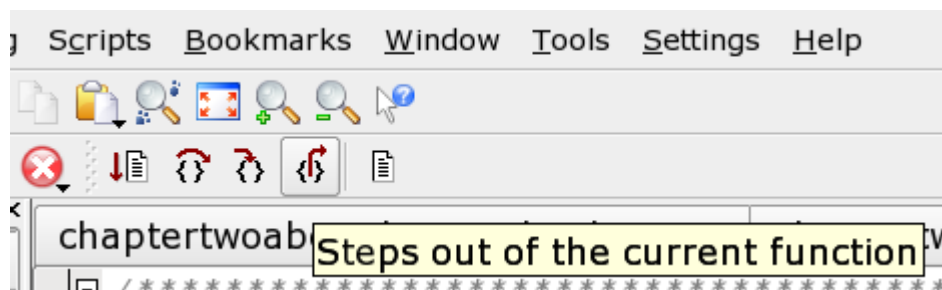 Scripts Bookmarks Window Tools Settings Help
chaptertwoab
Steps out of the current function
/************************************